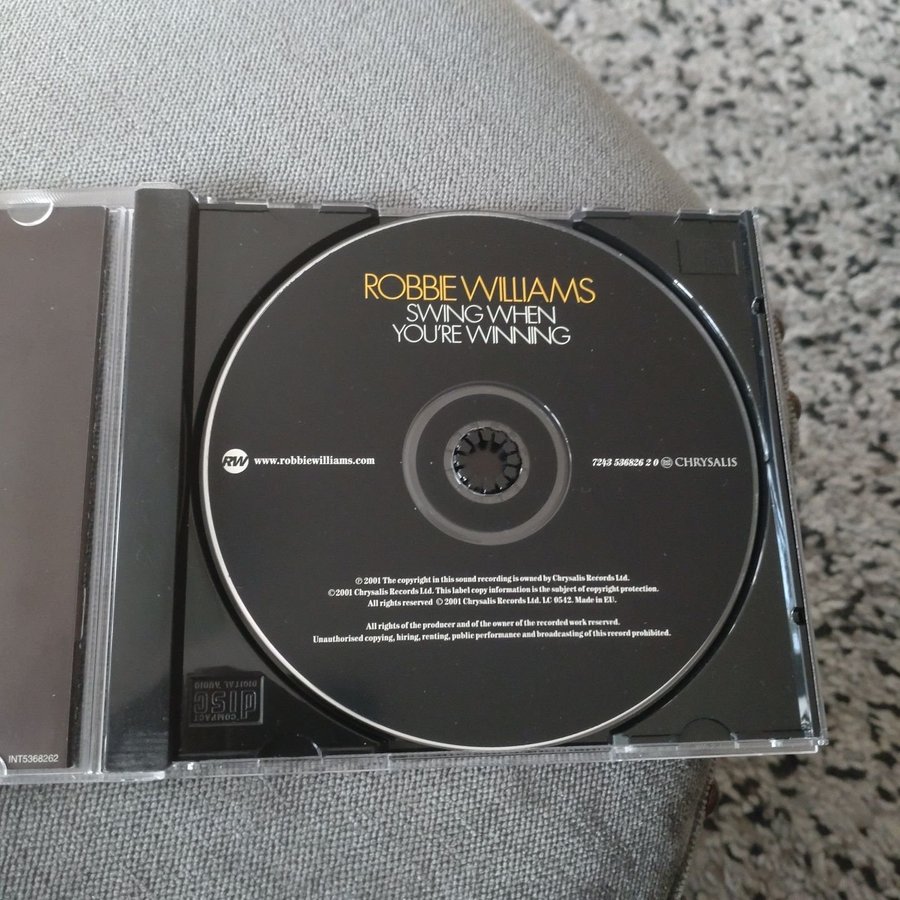 ROBBIE WILLIAMS
SWING WHEN
YOU'RE WINNING
RW www.robbiewilliams.com
7243 536826 2 0 CHRYSALIS
℗ 2001 The copyright in this sound recording is owned by Chrysalis Records Ltd.
©2001 Chrysalis Records Ltd. This label copy information is the subject of copyright protection.
All rights reserved © 2001 Chrysalis Records Ltd. LC 0542. Made in EU.
All rights of the producer and of the owner of the recorded work reserved.
Unauthorised copying, hiring, renting, public performance and broadcasting of this record prohibited.
COMPACT
disc
DIGITAL AUDIO
INT5368262